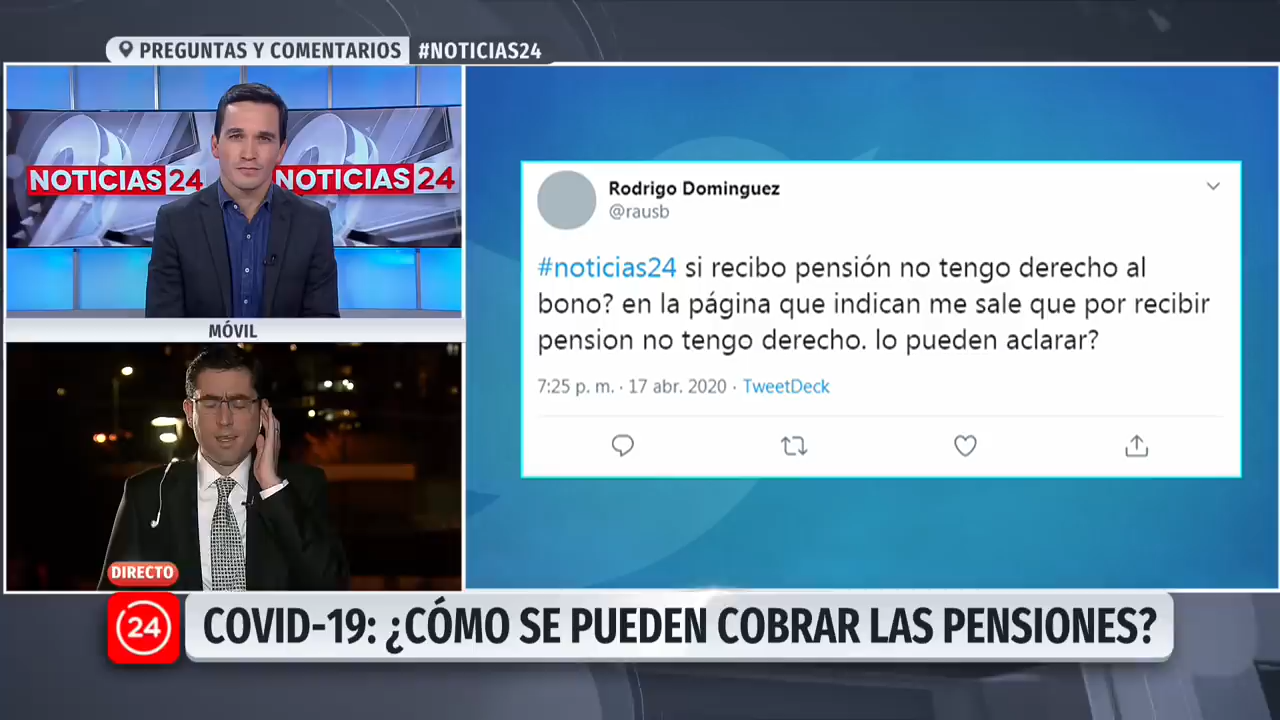 PREGUNTAS Y COMENTARIOS #NOTICIAS24
NOTICIAS24
NOTICIAS 24
MÓVIL
DIRECTO
Rodrigo Dominguez
@rausb
#noticias24 si recibo pensión no tengo derecho al
bono? en la página que indican me sale que por recibir
pension no tengo derecho. lo pueden aclarar?
7:25 p. m. · 17 abr. 2020 · TweetDeck
24
COVID-19: ¿CÓMO SE PUEDEN COBRAR LAS PENSIONES?